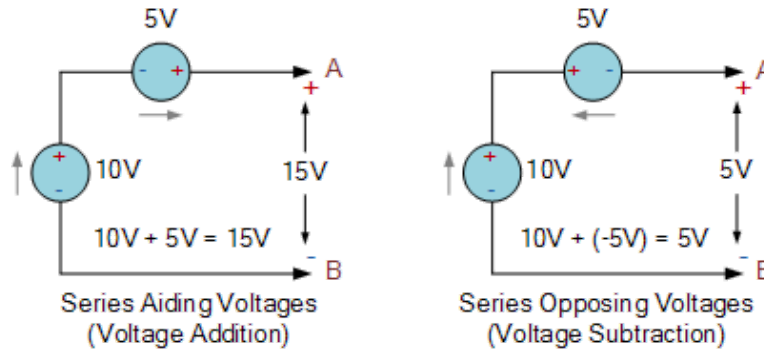 5V
- +
A
+
+
-
10V
15V
10V + 5V = 15V
-
B
Series Aiding Voltages
(Voltage Addition)
5V
+ -
A
+
+
-
10V
5V
10V + (-5V) = 5V
-
B
Series Opposing Voltages
(Voltage Subtraction)